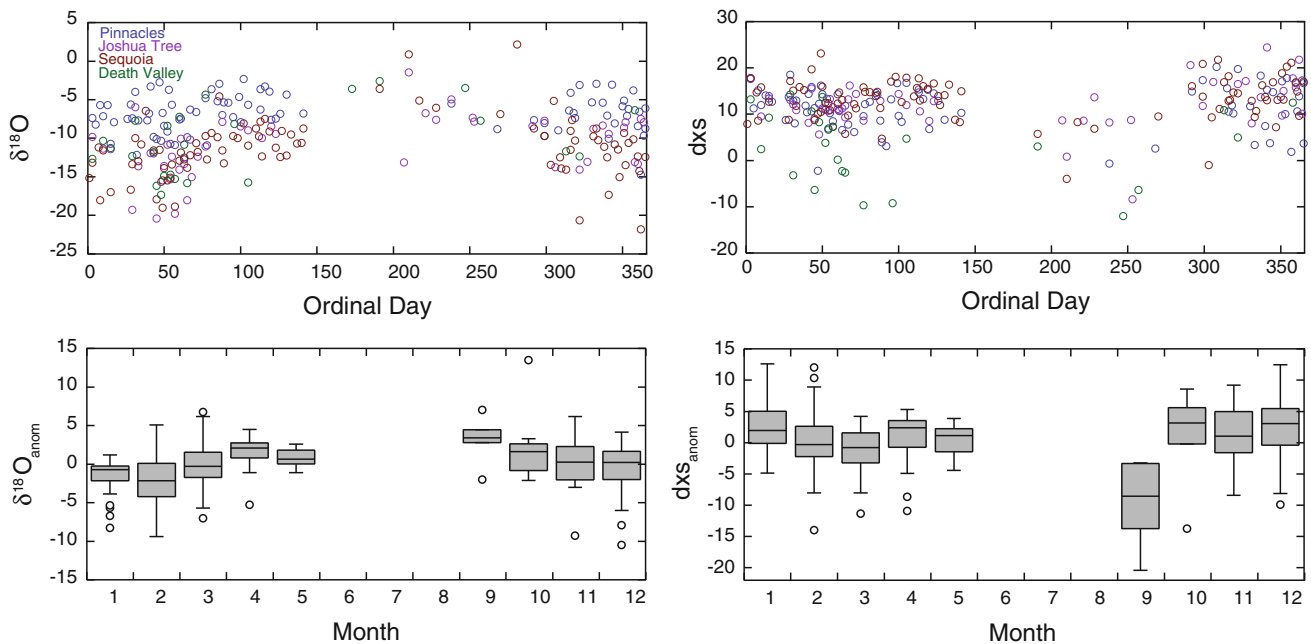 5
0
-5
-10
-15
-20
-25
δ¹⁸O
Pinnacles
Joshua Tree
Sequoia
Death Valley
0 50 100 150 200 250 300 350
Ordinal Day
30
20
10
0
-10
-20
dxs
0 50 100 150 200 250 300 350
Ordinal Day
15
10
5
0
-5
-10
-15
δ¹⁸Oanom
1 2 3 4 5 6 7 8 9 10 11 12
Month
15
10
5
0
-5
-10
-15
-20
dxsanom
1 2 3 4 5 6 7 8 9 10 11 12
Month